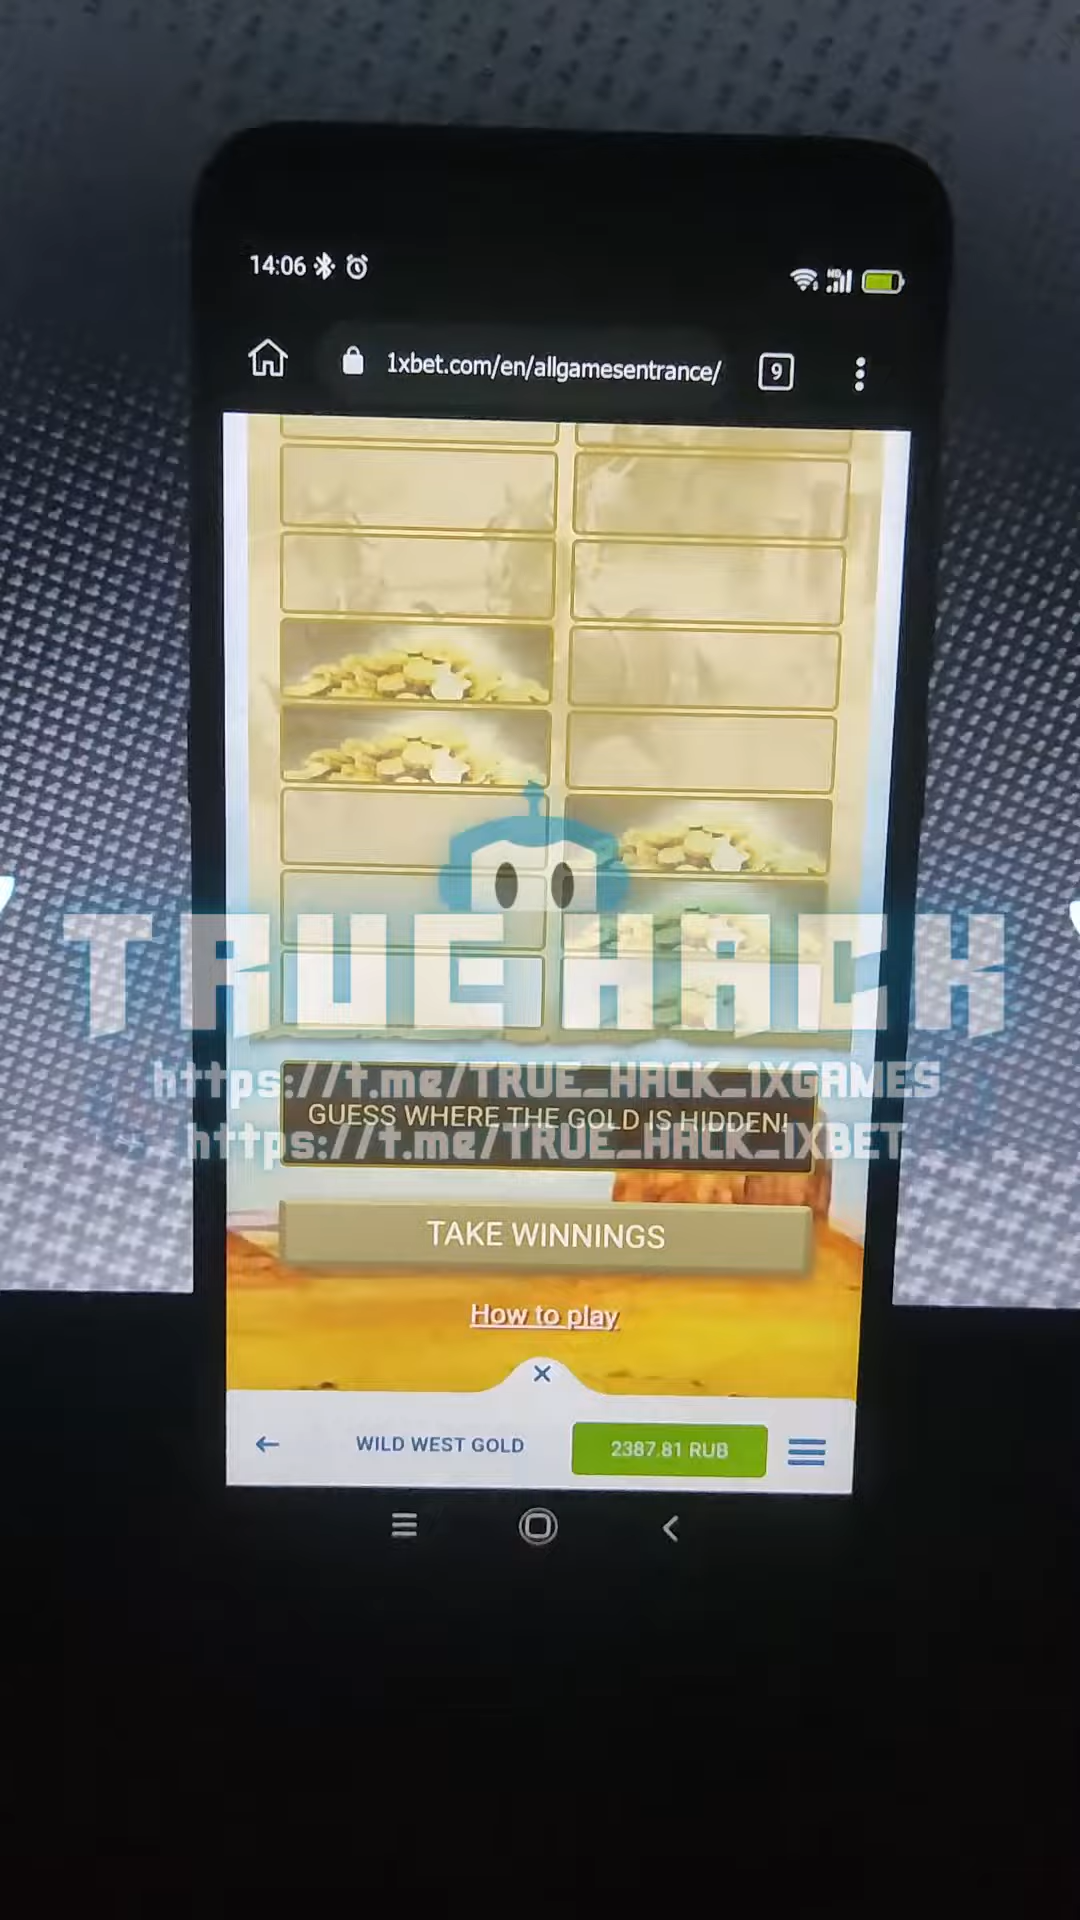 14:06
1xbet.com/en/allgamesentrance/
9
TRUE HACK
https://t.me/TRUE_HACK_1XGAMES
GUESS WHERE THE GOLD IS HIDDEN!
https://t.me/TRUE_HACK_1XBET
TAKE WINNINGS
How to play
WILD WEST GOLD
2387.81 RUB